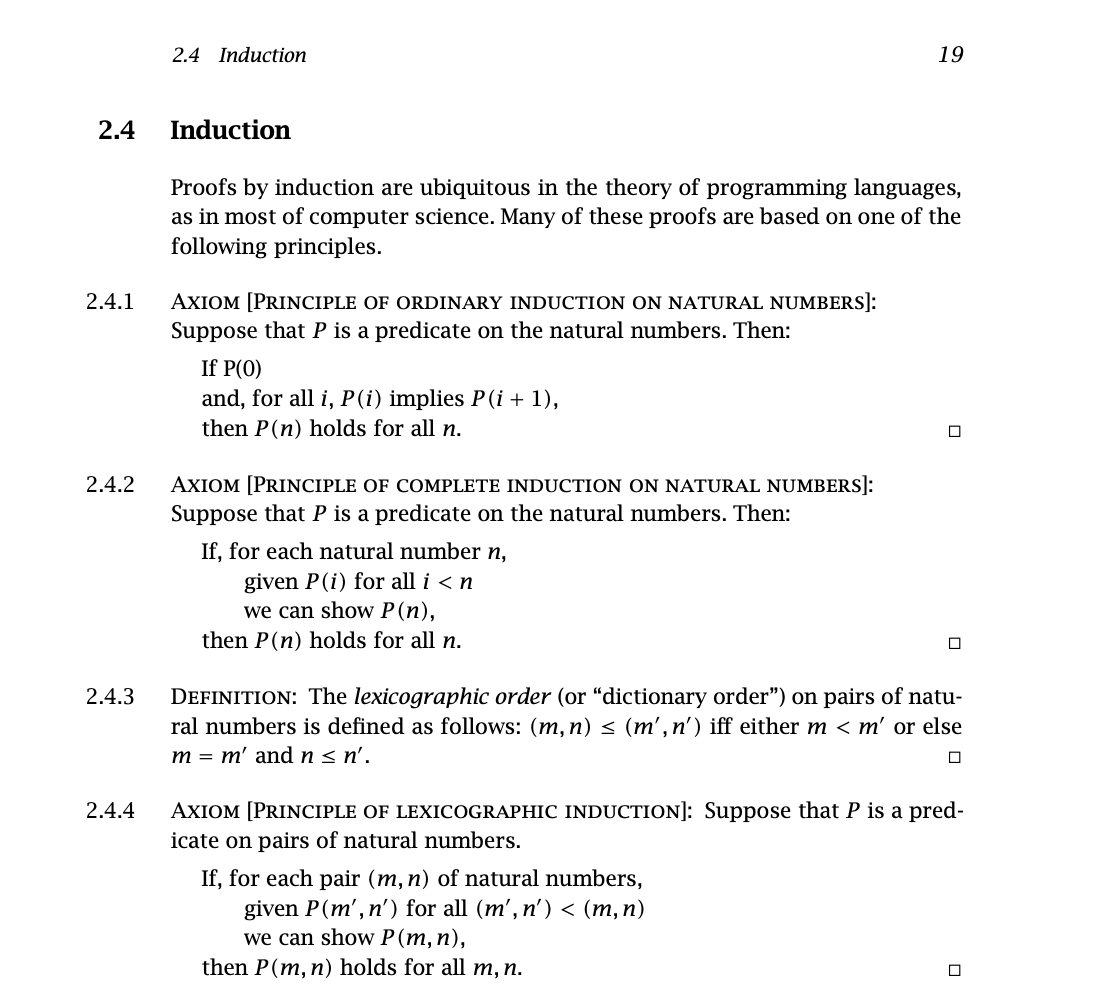 2.4 Induction 19
2.4 Induction
Proofs by induction are ubiquitous in the theory of programming languages,
as in most of computer science. Many of these proofs are based on one of the
following principles.
2.4.1 Axiom [Principle of ordinary induction on natural numbers]:
Suppose that P is a predicate on the natural numbers. Then:
If P(0)
and, for all i, P(i) implies P(i + 1),
then P(n) holds for all n. □
2.4.2 Axiom [Principle of complete induction on natural numbers]:
Suppose that P is a predicate on the natural numbers. Then:
If, for each natural number n,
given P(i) for all i < n
we can show P(n),
then P(n) holds for all n. □
2.4.3 Definition: The lexicographic order (or “dictionary order”) on pairs of natu-
ral numbers is defined as follows: (m, n) ≤ (m′, n′) iff either m < m′ or else
m = m′ and n ≤ n′. □
2.4.4 Axiom [Principle of lexicographic induction]: Suppose that P is a pred-
icate on pairs of natural numbers.
If, for each pair (m, n) of natural numbers,
given P(m′, n′) for all (m′, n′) < (m, n)
we can show P(m, n),
then P(m, n) holds for all m, n. □